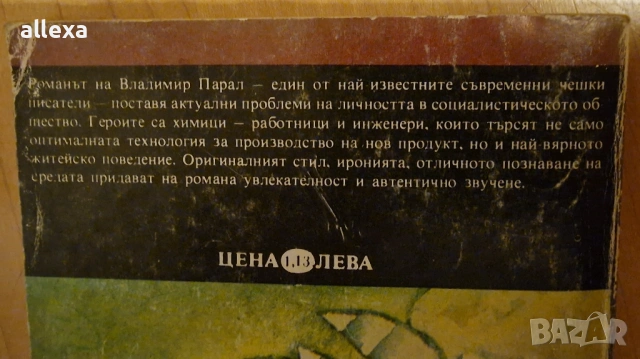 allexa
Романът на Владимир Парал – един от най-известните съвременни чешки
писатели – поставя актуални проблеми на личността в социалистическото об-
щество. Героите са химици – работници и инженери, които търсят не само
оптималната технология за производство на нов продукт, но и най-вярното
житейско поведение. Оригиналният стил, иронията, отличното познаване на
средата придават на романа увлекателност и автентично звучене.
ЦЕНА 1,13 ЛЕВА
BAZAR